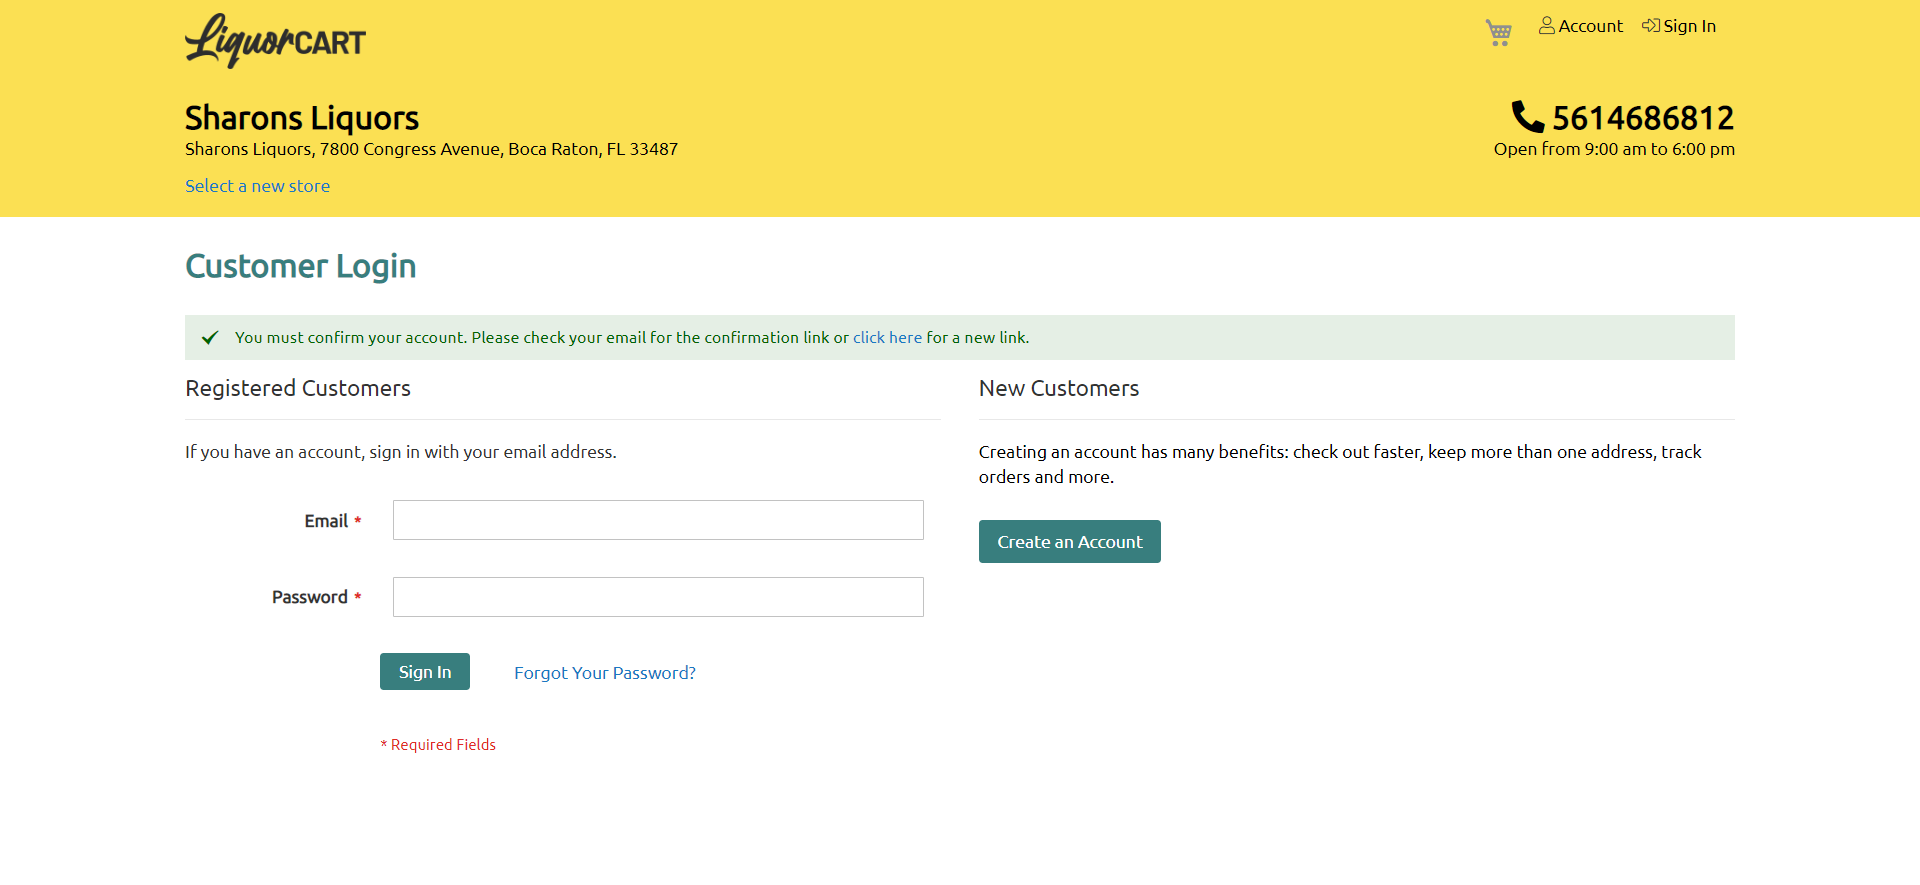 LiquorCART
Account
Sign In
Sharons Liquors
5614686812
Sharons Liquors, 7800 Congress Avenue, Boca Raton, FL 33487
Open from 9:00 am to 6:00 pm
Select a new store
Customer Login
You must confirm your account. Please check your email for the confirmation link or click here for a new link.
Registered Customers
If you have an account, sign in with your email address.
Email *
Password *
Sign In
Forgot Your Password?
* Required Fields
New Customers
Creating an account has many benefits: check out faster, keep more than one address, track
orders and more.
Create an Account